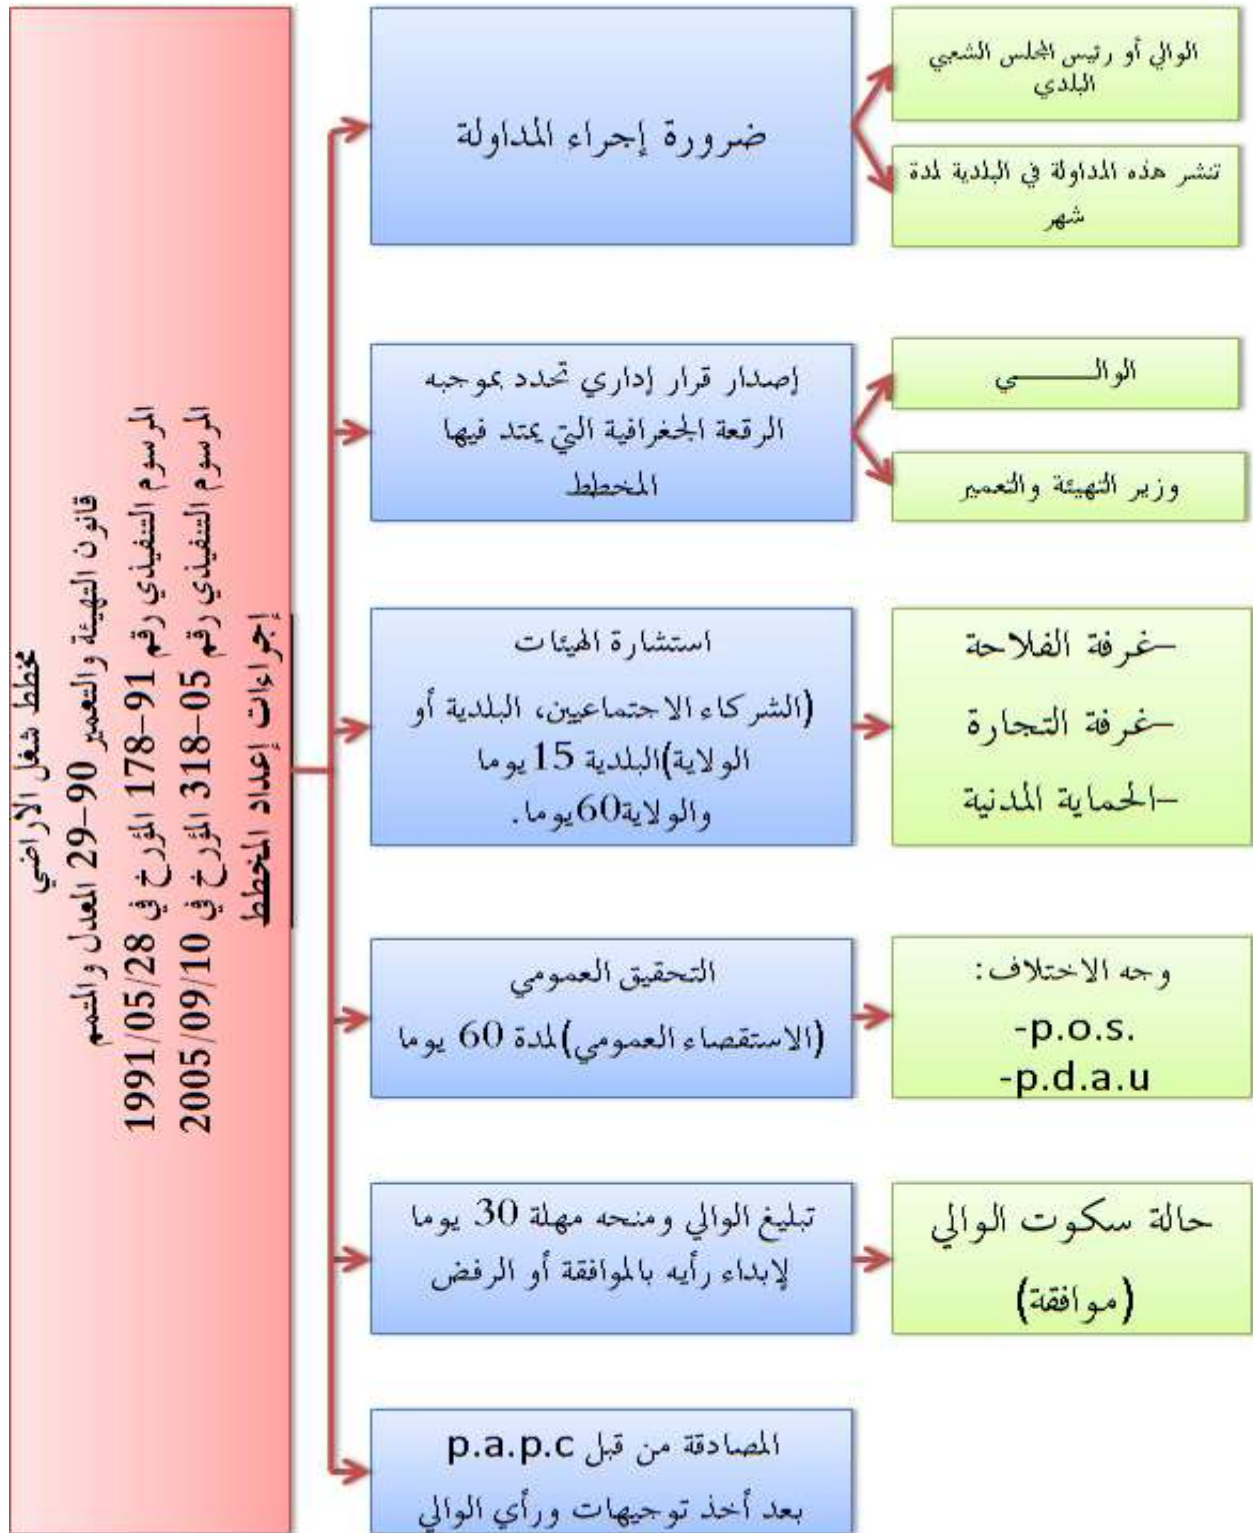 مخطط شغل الأراضي
قانون التهيئة والتعمير 90-29 المعدل والمتمم
المرسوم التنفيذي رقم 91-178 المؤرخ في 1991/05/28
المرسوم التنفيذي رقم 05-318 المؤرخ في 2005/09/10
إجراءات إعداد المخطط
ضرورة إجراء المداولة
الوالي أو رئيس المجلس الشعبي
البلدي
تنشر هذه المداولة في البلدية لمدة
شهر
إصدار قرار إداري تحدد بموجبه
الرقعة الجغرافية التي يمتد فيها
المخطط
الوالـــــــي
وزير التهيئة والتعمير
استشارة الهيئات
(الشركاء الاجتماعيين، البلدية أو
الولاية)البلدية 15 يوما
والولاية60يوما.
-غرفة الفلاحة
-غرفة التجارة
-الحماية المدنية
التحقيق العمومي
(الاستقصاء العمومي)لمدة 60 يوما
وجه الاختلاف:
-p.o.s.
-p.d.a.u
تبليغ الوالي ومنحه مهلة 30 يوما
لإبداء رأيه بالموافقة أو الرفض
حالة سكوت الوالي
(موافقة)
المصادقة من قبل p.a.p.c
بعد أخذ توجيهات ورأي الوالي